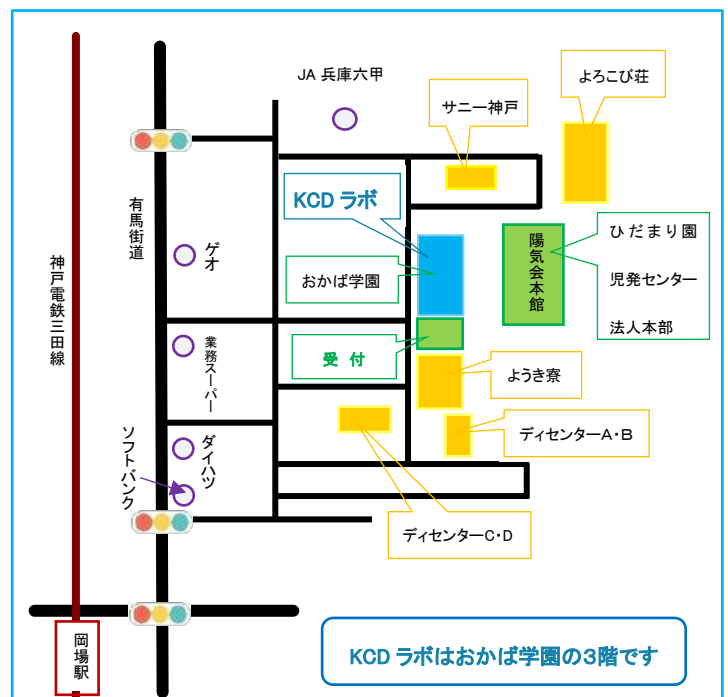 JA 兵庫六甲
よろこび荘
サニー神戸
KCD ラボ
有馬街道
ゲオ
おかば学園
陽気会本館
ひだまり園
児発センター
法人本部
神戸電鉄三田線
業務スーパー
受 付
ようき寮
ディセンターA・B
ダイハツ
ソフトバンク
ディセンターC・D
岡場駅
KCD ラボはおかば学園の3階です